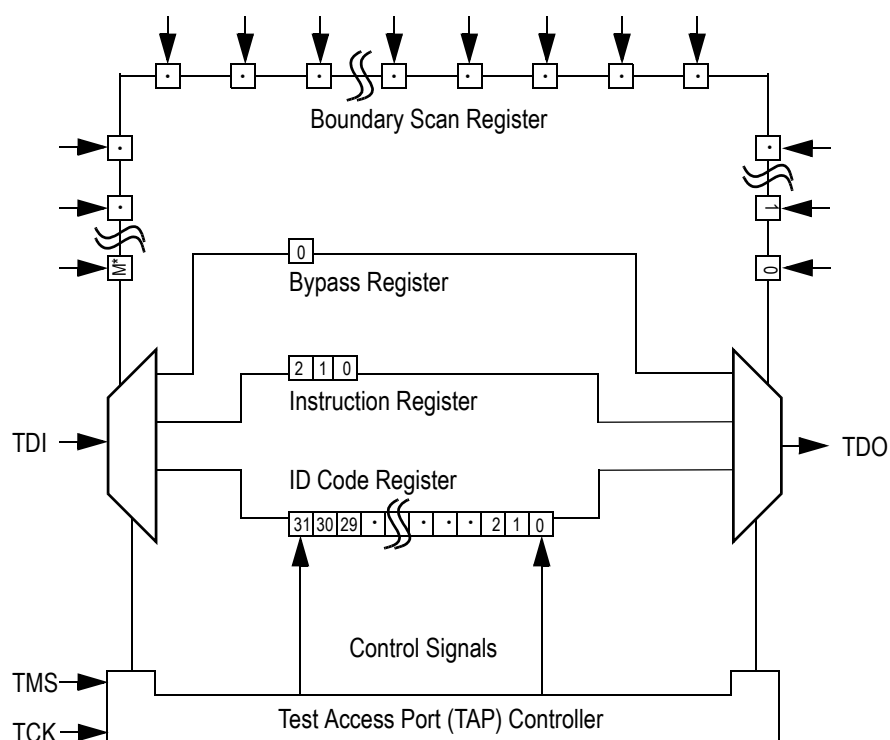 · · · · · · · ·
Boundary Scan Register
· ·
· 1
M* 0
0
Bypass Register
2 1 0
Instruction Register
TDI
TDO
ID Code Register
31 30 29 · · · · 2 1 0
Control Signals
TMS
Test Access Port (TAP) Controller
TCK